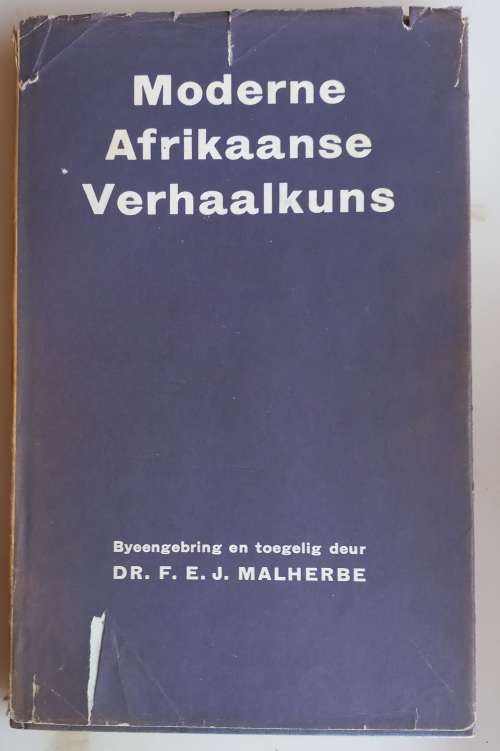 Moderne
Afrikaanse
Verhaalkuns
Byeengebring en toegelig deur
DR. F. E. J. MALHERBE